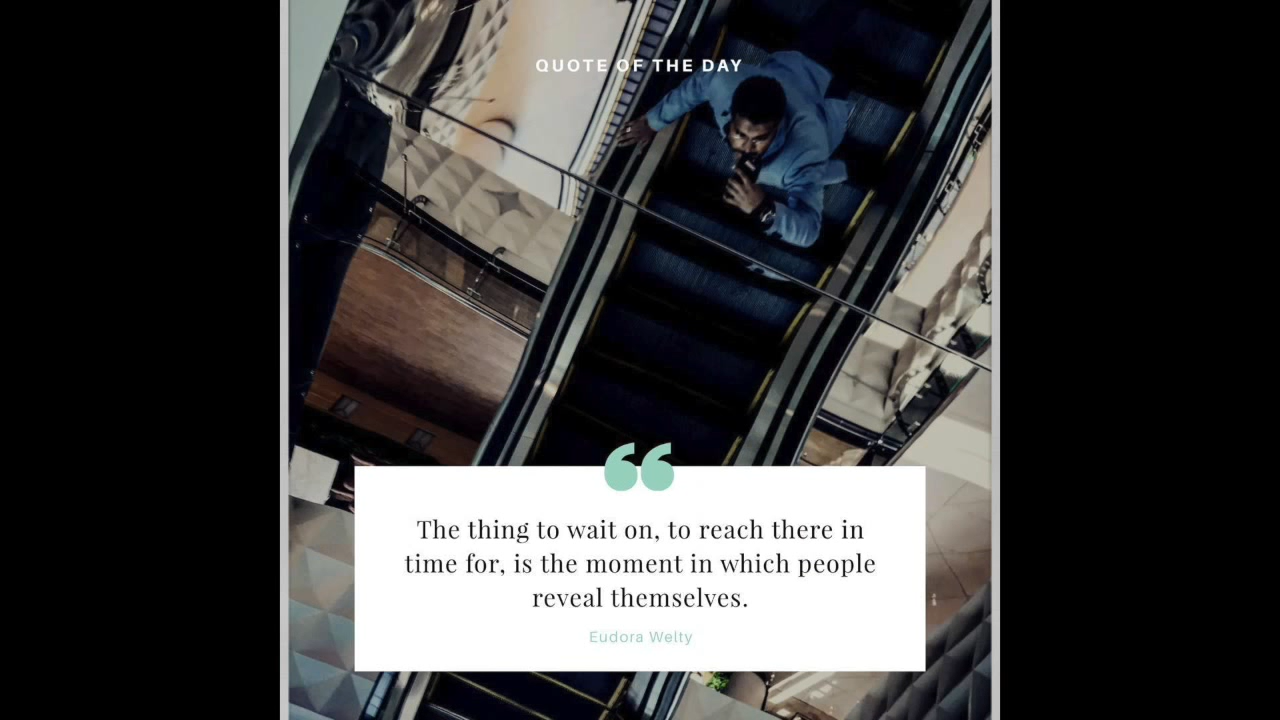 QUOTE OF THE DAY
The thing to wait on, to reach there in
time for, is the moment in which people
reveal themselves.
Eudora Welty